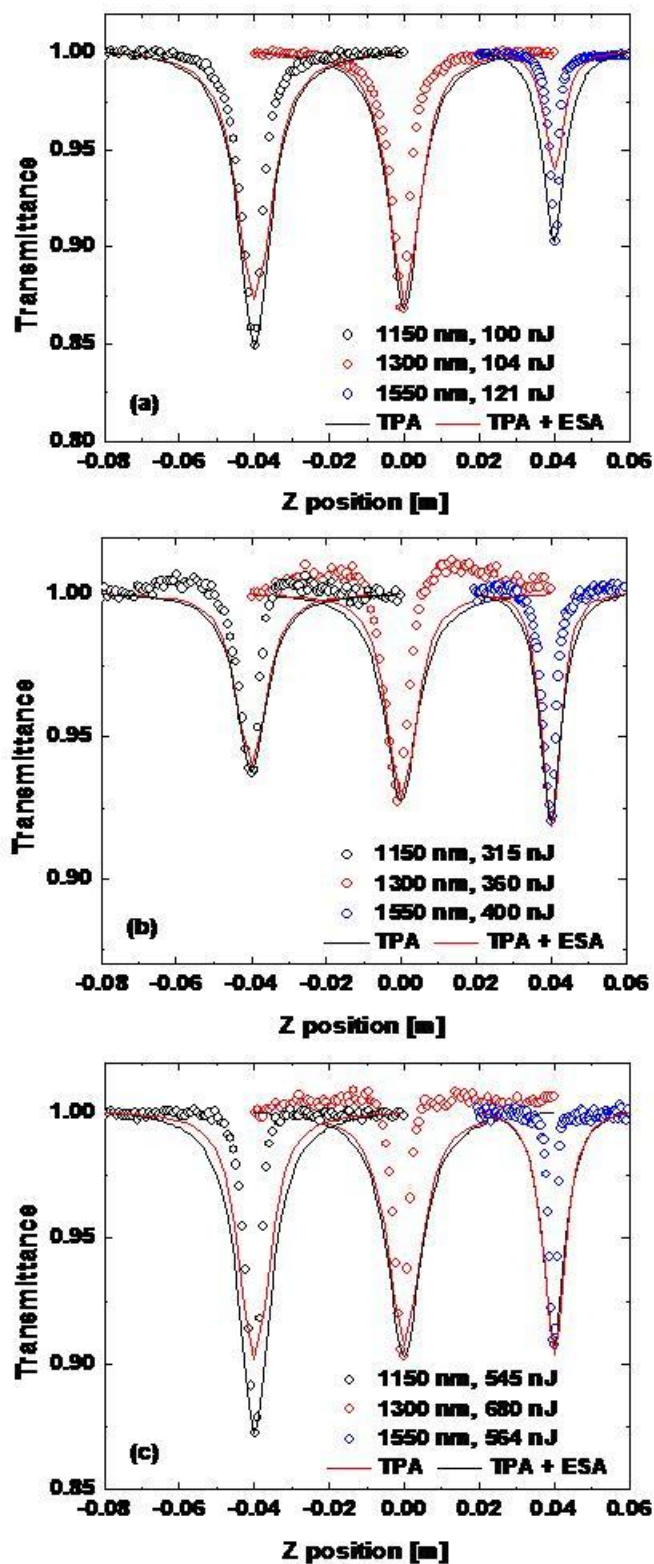 1.00
0.95
0.90
0.85
0.80
Transmittance
1150 nm, 100 nJ
1300 nm, 104 nJ
1550 nm, 121 nJ
TPA TPA + ESA
(a)
-0.08 -0.06 -0.04 -0.02 0.00 0.02 0.04 0.06
Z position [m]
1.00
0.95
0.90
Transmittance
1150 nm, 315 nJ
1300 nm, 360 nJ
1550 nm, 400 nJ
TPA TPA + ESA
(b)
-0.08 -0.06 -0.04 -0.02 0.00 0.02 0.04 0.06
Z position [m]
1.00
0.95
0.90
0.85
Transmittance
1150 nm, 545 nJ
1300 nm, 680 nJ
1550 nm, 564 nJ
TPA TPA + ESA
(c)
-0.08 -0.06 -0.04 -0.02 0.00 0.02 0.04 0.06
Z position [m]